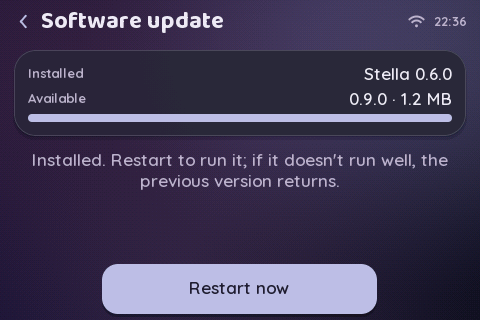 Software update
22:36
Installed
Stella 0.6.0
Available
0.9.0 · 1.2 MB
Installed. Restart to run it; if it doesn't run well, the
previous version returns.
Restart now